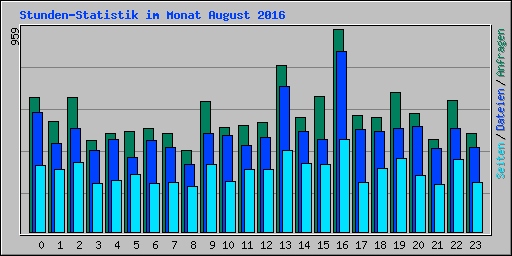 Stunden-Statistik im Monat August 2016
959
Seiten/Dateien/Anfragen
0 1 2 3 4 5 6 7 8 9 10 11 12 13 14 15 16 17 18 19 20 21 22 23